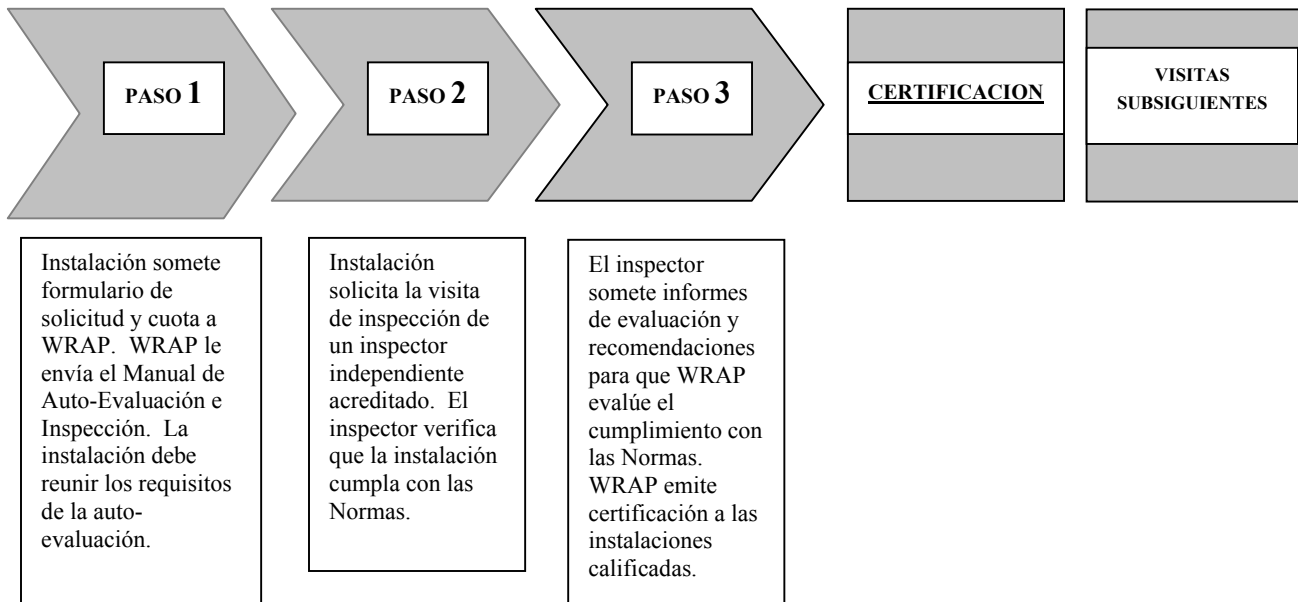 PASO 1
PASO 2
PASO 3
CERTIFICACION
VISITAS
SUBSIGUIENTES
Instalación somete
formulario de
solicitud y cuota a
WRAP. WRAP le
envía el Manual de
Auto-Evaluación e
Inspección. La
instalación debe
reunir los requisitos
de la auto-
evaluación.
Instalación
solicita la visita
de inspección de
un inspector
independiente
acreditado. El
inspector verifica
que la instalación
cumpla con las
Normas.
El inspector
somete informes
de evaluación y
recomendaciones
para que WRAP
evalúe el
cumplimiento con
las Normas.
WRAP emite
certificación a las
instalaciones
calificadas.